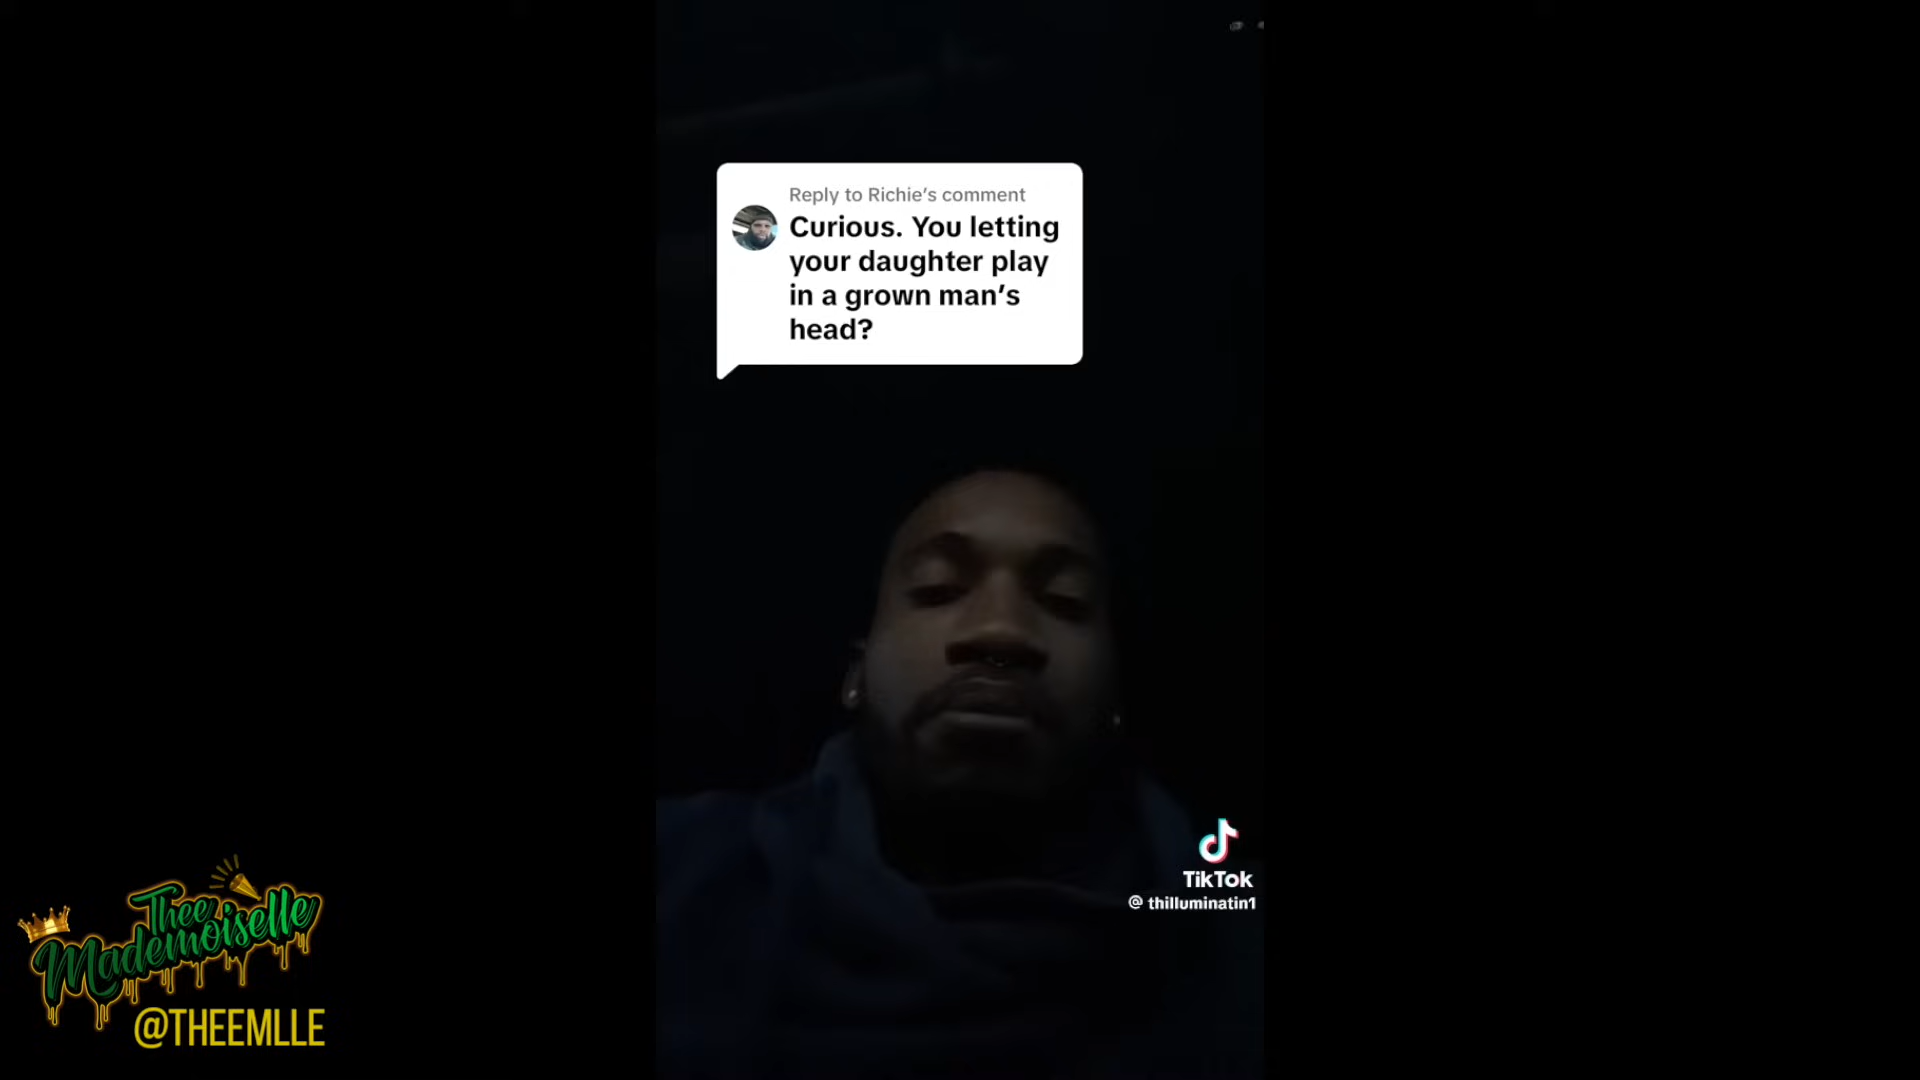 Reply to Richie's comment
Curious. You letting
your daughter play
in a grown man's
head?
TikTok
@ thilluminatin1
Thee
Mademoiselle
@THEEMLLE